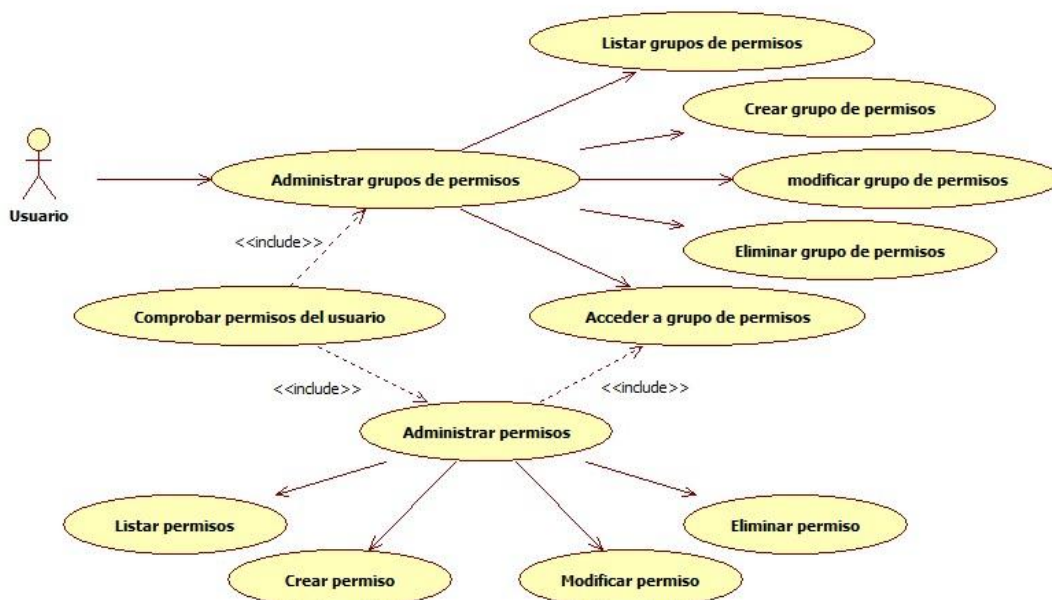 Listar grupos de permisos
Crear grupo de permisos
Usuario
Administrar grupos de permisos
modificar grupo de permisos
<<include>>
Eliminar grupo de permisos
Comprobar permisos del usuario
Acceder a grupo de permisos
<<include>>
<<include>>
Administrar permisos
Listar permisos
Eliminar permiso
Crear permiso
Modificar permiso